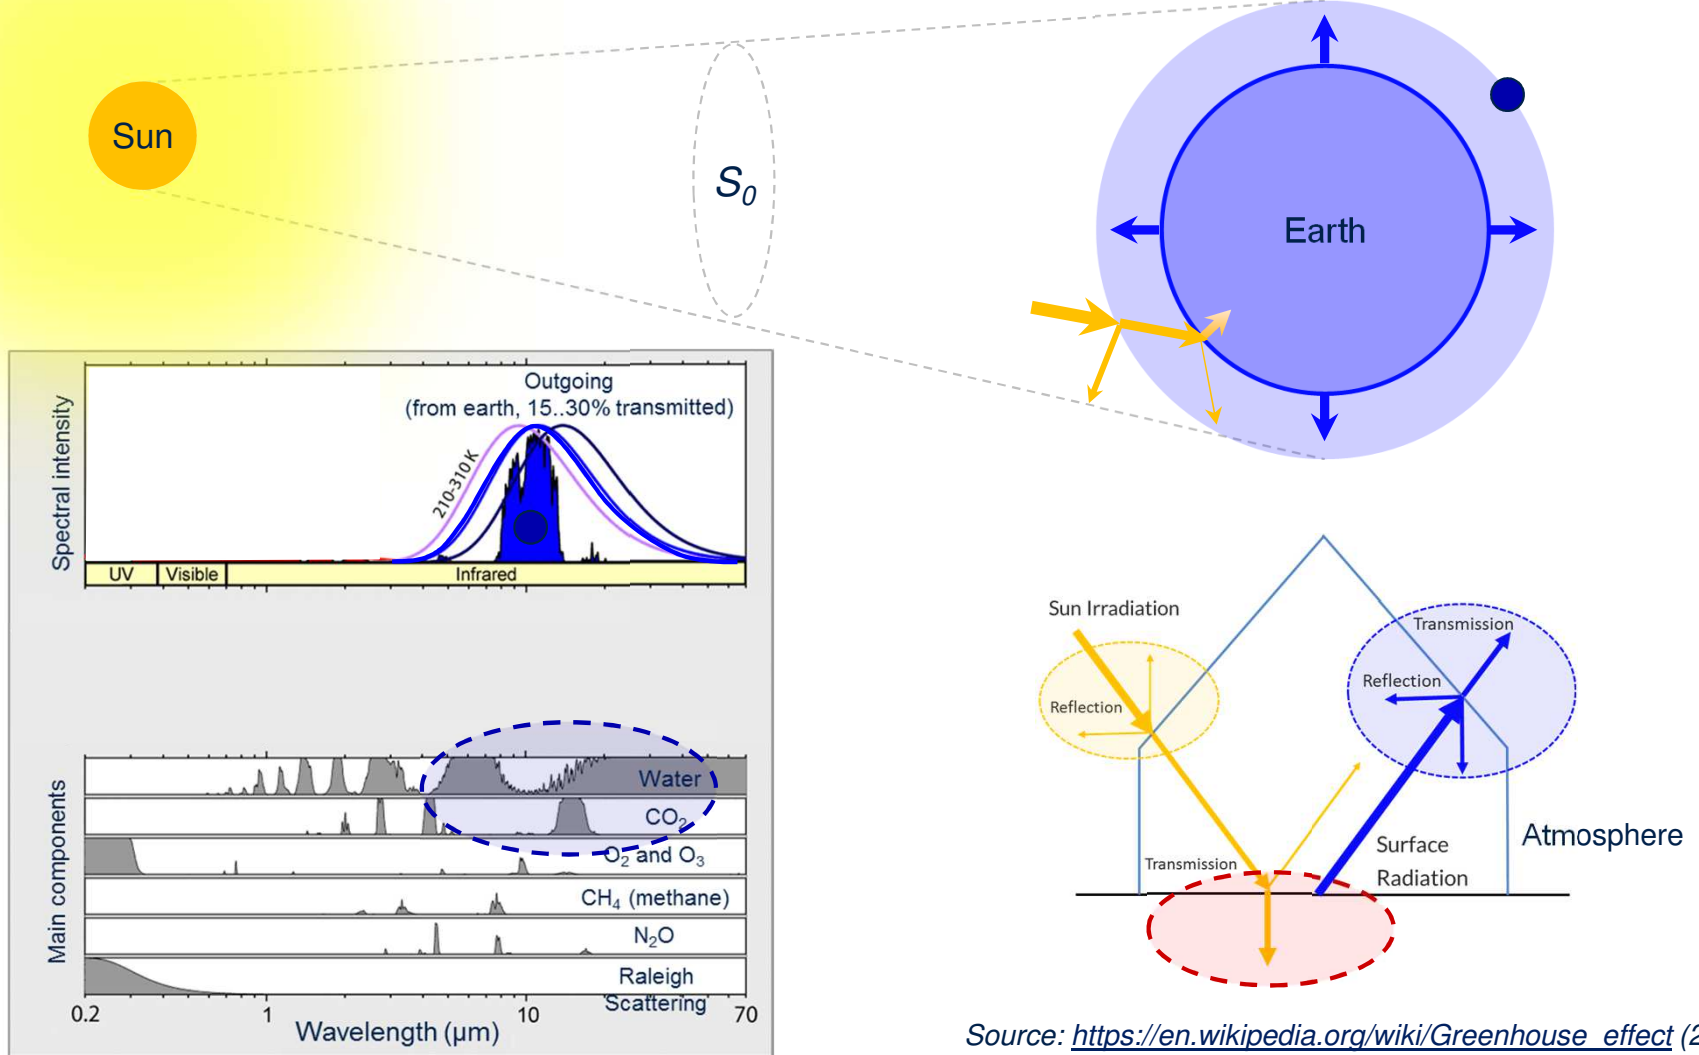 Sun
S0
Earth
Outgoing
(from earth, 15..30% transmitted)
Spectral intensity
210-310 K
UV
Visible
Infrared
Main components
Water
CO2
O2 and O3
CH4 (methane)
N2O
Raleigh
Scattering
0.2
1
10
70
Wavelength (μm)
Sun Irradiation
Reflection
Transmission
Transmission
Reflection
Surface
Radiation
Atmosphere
Source: https://en.wikipedia.org/wiki/Greenhouse_effect (2